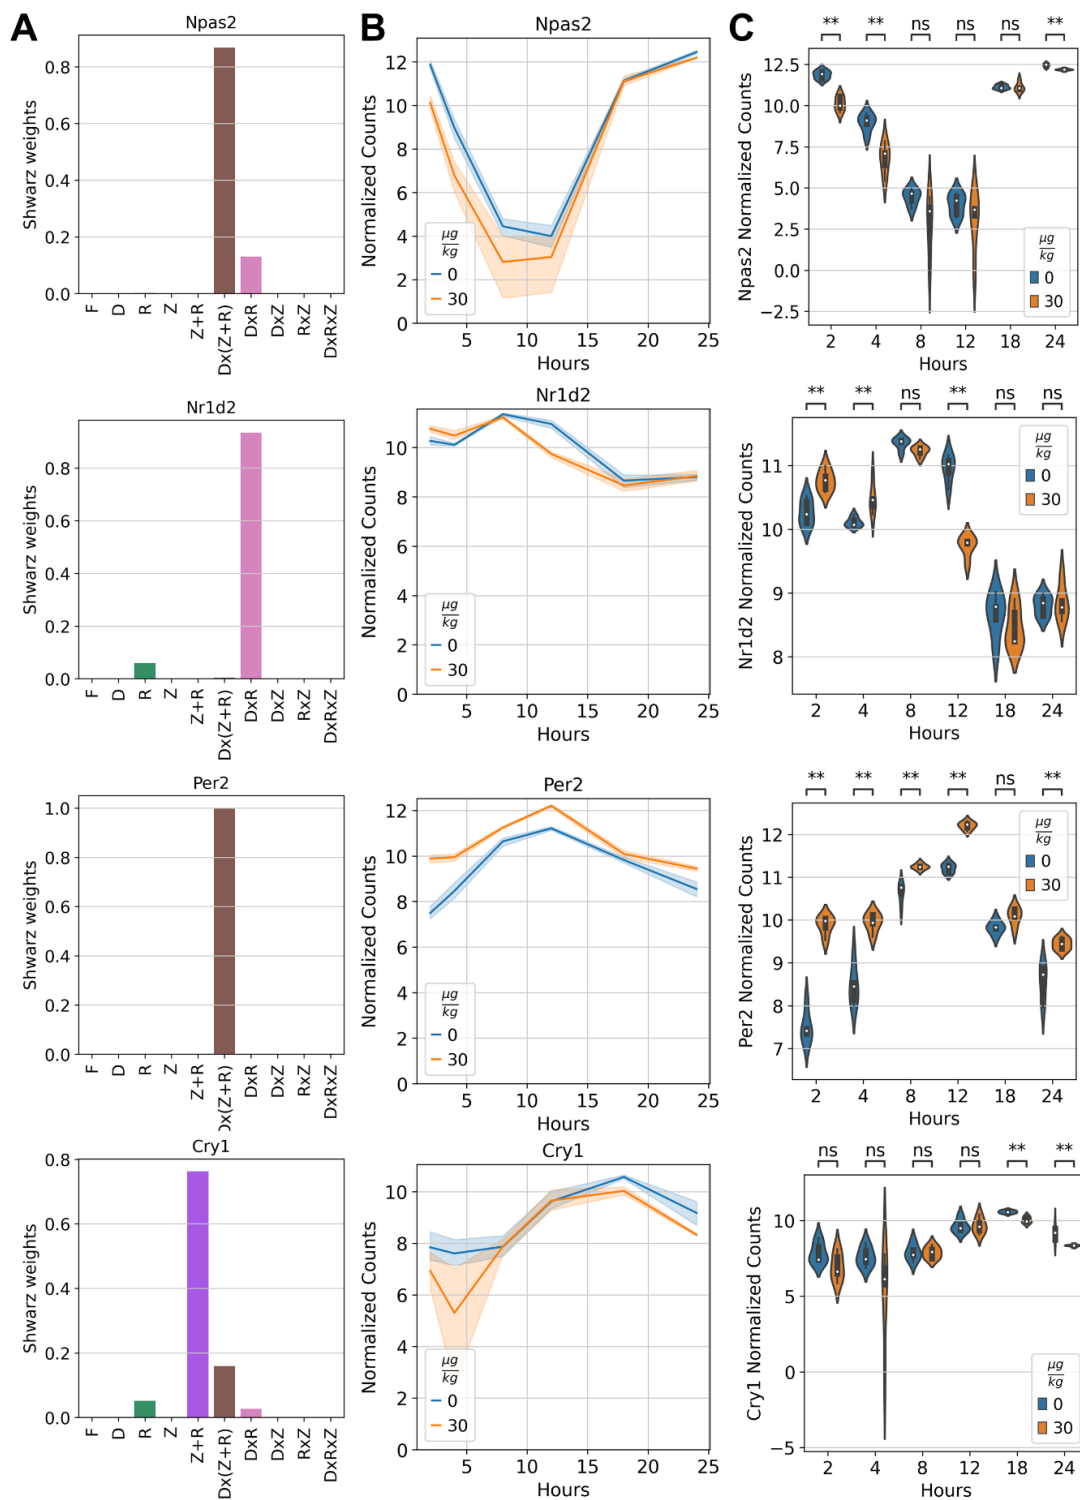 A
Npas2
Shwarz weights
0.8
0.6
0.4
0.2
0.0
F
D
R
Z
Z+R
Dx(Z+R)
DxR
DxZ
RxZ
DxRxZ
B
Npas2
Normalized Counts
12
10
8
6
4
2
0
μg
kg
0
30
5
10
15
20
25
Hours
C
** ** ns ns ns **
Npas2 Normalized Counts
12.5
10.0
7.5
5.0
2.5
0.0
−2.5
μg
kg
0
30
2 4 8 12 18 24
Hours
Nr1d2
Shwarz weights
0.8
0.6
0.4
0.2
0.0
F
D
R
Z
Z+R
Dx(Z+R)
DxR
DxZ
RxZ
DxRxZ
Nr1d2
Normalized Counts
10
8
6
4
2
0
μg
kg
0
30
5
10
15
20
25
Hours
** ** ns ** ns ns
Nr1d2 Normalized Counts
11
10
9
8
μg
kg
0
30
2 4 8 12 18 24
Hours
Per2
Shwarz weights
1.0
0.8
0.6
0.4
0.2
0.0
F
D
R
Z
Z+R
Dx(Z+R)
DxR
DxZ
RxZ
DxRxZ
Per2
Normalized Counts
12
10
8
6
4
2
0
μg
kg
0
30
5
10
15
20
25
Hours
** ** ** ** ns **
Per2 Normalized Counts
12
11
10
9
8
7
μg
kg
0
30
2 4 8 12 18 24
Hours
Cry1
Shwarz weights
0.8
0.6
0.4
0.2
0.0
F
D
R
Z
Z+R
Dx(Z+R)
DxR
DxZ
RxZ
DxRxZ
Cry1
Normalized Counts
10
8
6
4
2
0
μg
kg
0
30
5
10
15
20
25
Hours
ns ns ns ns ** **
Cry1 Normalized Counts
10
5
0
−5
μg
kg
0
30
2 4 8 12 18 24
Hours